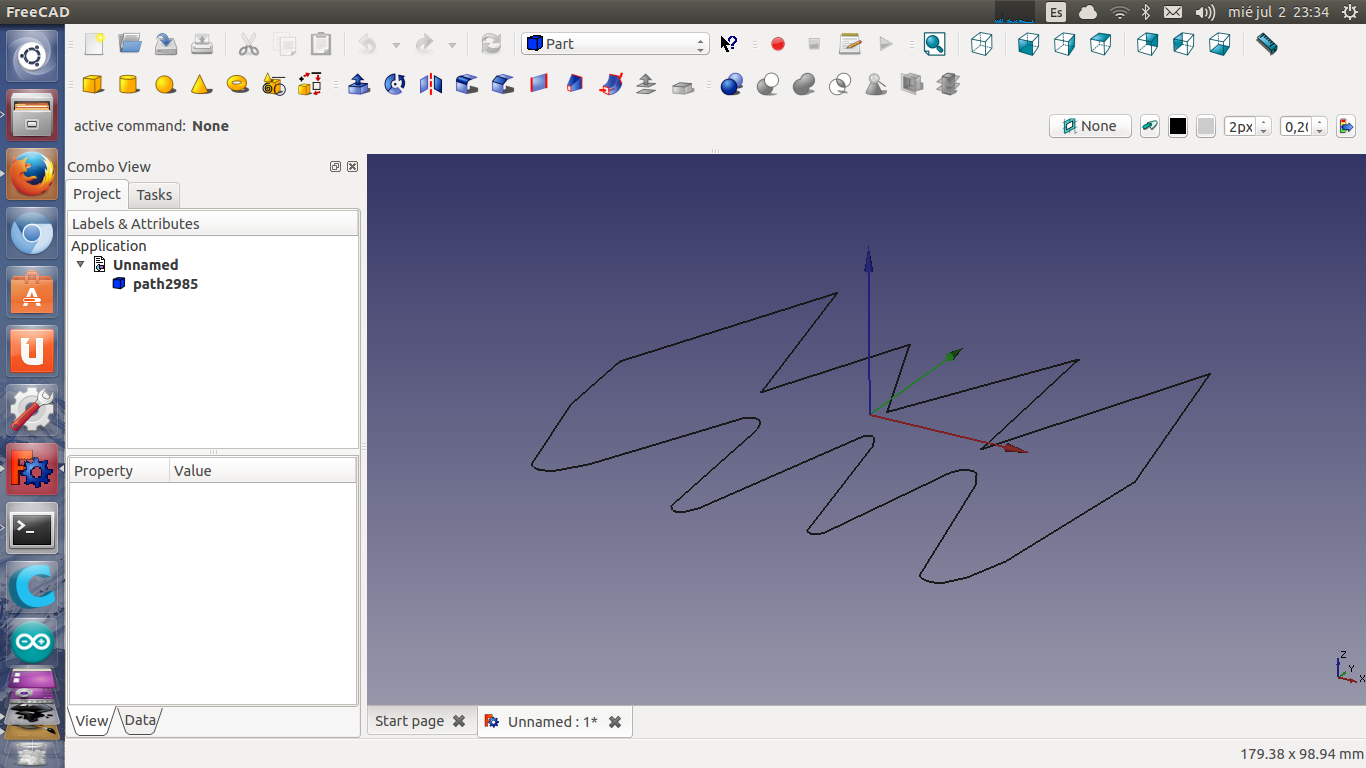 FreeCAD
Es
mié jul 2 23:34
Part
active command: None
None
2px
0,20
Combo View
Project
Tasks
Labels & Attributes
Application
Unnamed
path2985
Property
Value
View
Data
Start page
Unnamed : 1*
Z
Y
X
179.38 x 98.94 mm